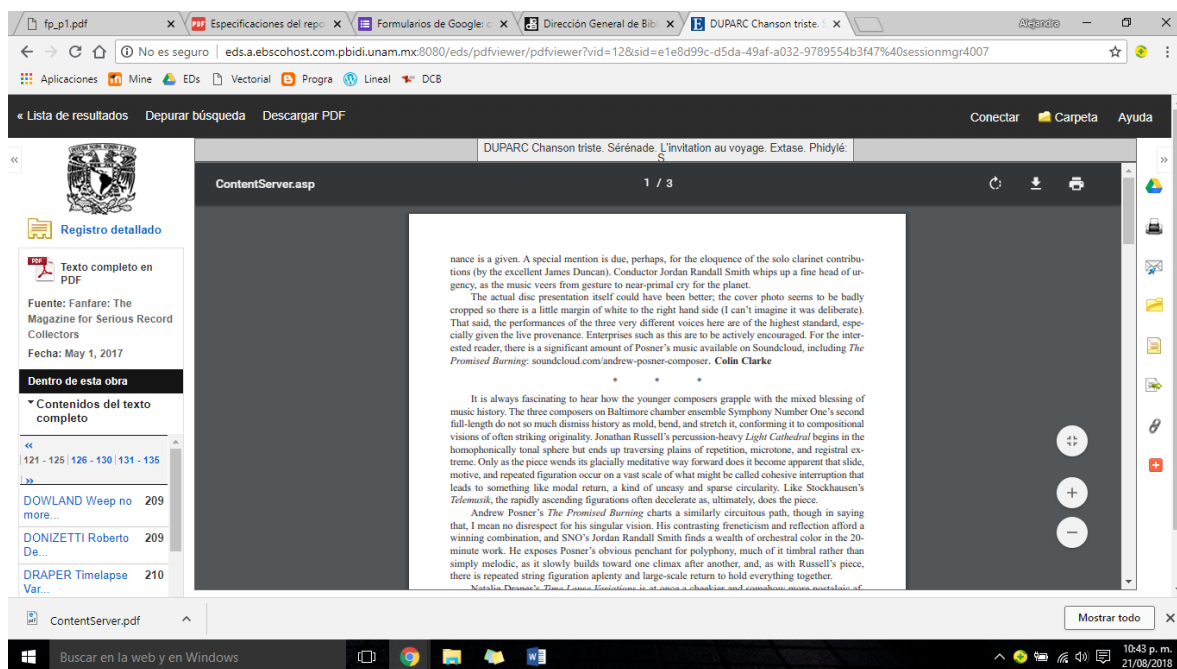 fp_p1.pdf
Especificaciones del repo
Formularios de Google: c
Dirección General de Bib
DUPARC Chanson triste. S
Alejandra
No es seguro | eds.a.ebscohost.com.pbidi.unam.mx:8080/eds/pdfviewer/pdfviewer?vid=12&sid=e1e8d99c-d5da-49af-a032-9789554b3f47%40sessionmgr4007
Aplicaciones Mine EDs Vectorial Progra Lineal DCB
« Lista de resultados Depurar búsqueda Descargar PDF Conectar Carpeta Ayuda
DUPARC Chanson triste. Sérénade. L'invitation au voyage. Extase. Phidylé:
S
ContentServer.asp 1 / 3
Registro detallado
Texto completo en
PDF
Fuente: Fanfare: The
Magazine for Serious Record
Collectors
Fecha: May 1, 2017
Dentro de esta obra
Contenidos del texto
completo
«
| 121 - 125 | 126 - 130 | 131 - 135
| »
DOWLAND Weep no 209
more...
DONIZETTI Roberto 209
De...
DRAPER Timelapse 210
Var...
nance is a given. A special mention is due, perhaps, for the eloquence of the solo clarinet contribu-
tions (by the excellent James Duncan). Conductor Jordan Randall Smith whips up a fine head of ur-
gency, as the music veers from gesture to near-primal cry for the planet.
The actual disc presentation itself could have been better; the cover photo seems to be badly
cropped so there is a little margin of white to the right hand side (I can't imagine it was deliberate).
That said, the performances of the three very different voices here are of the highest standard, espe-
cially given the live provenance. Enterprises such as this are to be actively encouraged. For the inter-
ested reader, there is a significant amount of Posner's music available on Soundcloud, including The
Promised Burning: soundcloud.com/andrew-posner-composer. Colin Clarke
* * *
It is always fascinating to hear how the younger composers grapple with the mixed blessing of
music history. The three composers on Baltimore chamber ensemble Symphony Number One's second
full-length do not so much dismiss history as mold, bend, and stretch it, conforming it to compositional
visions of often striking originality. Jonathan Russell's percussion-heavy Light Cathedral begins in the
homophonically tonal sphere but ends up traversing plains of repetition, microtone, and registral ex-
treme. Only as the piece wends its glacially meditative way forward does it become apparent that slide,
motive, and repeated figuration occur on a vast scale of what might be called cohesive interruption that
leads to something like modal return, a kind of uneasy and sparse circularity. Like Stockhausen's
Telemusik, the rapidly ascending figurations often decelerate as, ultimately, does the piece.
Andrew Posner's The Promised Burning charts a similarly circuitous path, though in saying
that, I mean no disrespect for his singular vision. His contrasting freneticism and reflection afford a
winning combination, and SNO's Jordan Randall Smith finds a wealth of orchestral color in the 20-
minute work. He exposes Posner's obvious penchant for polyphony, much of it timbral rather than
simply melodic, as it slowly builds toward one climax after another, and, as with Russell's piece,
there is repeated string figuration aplenty and large-scale return to hold everything together.
Natalie Draper's Time Lapse Variations is at once a cheekier and somehow more nostalgic af-
ContentServer.pdf
Mostrar todo
Buscar en la web y en Windows
10:43 p. m.
21/08/2018